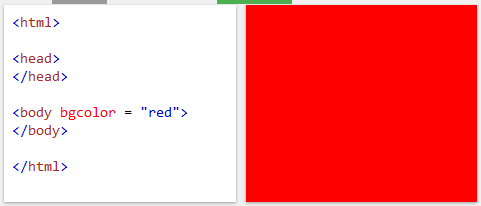 <html>
<head>
</head>
<body bgcolor = "red">
</body>
</html>